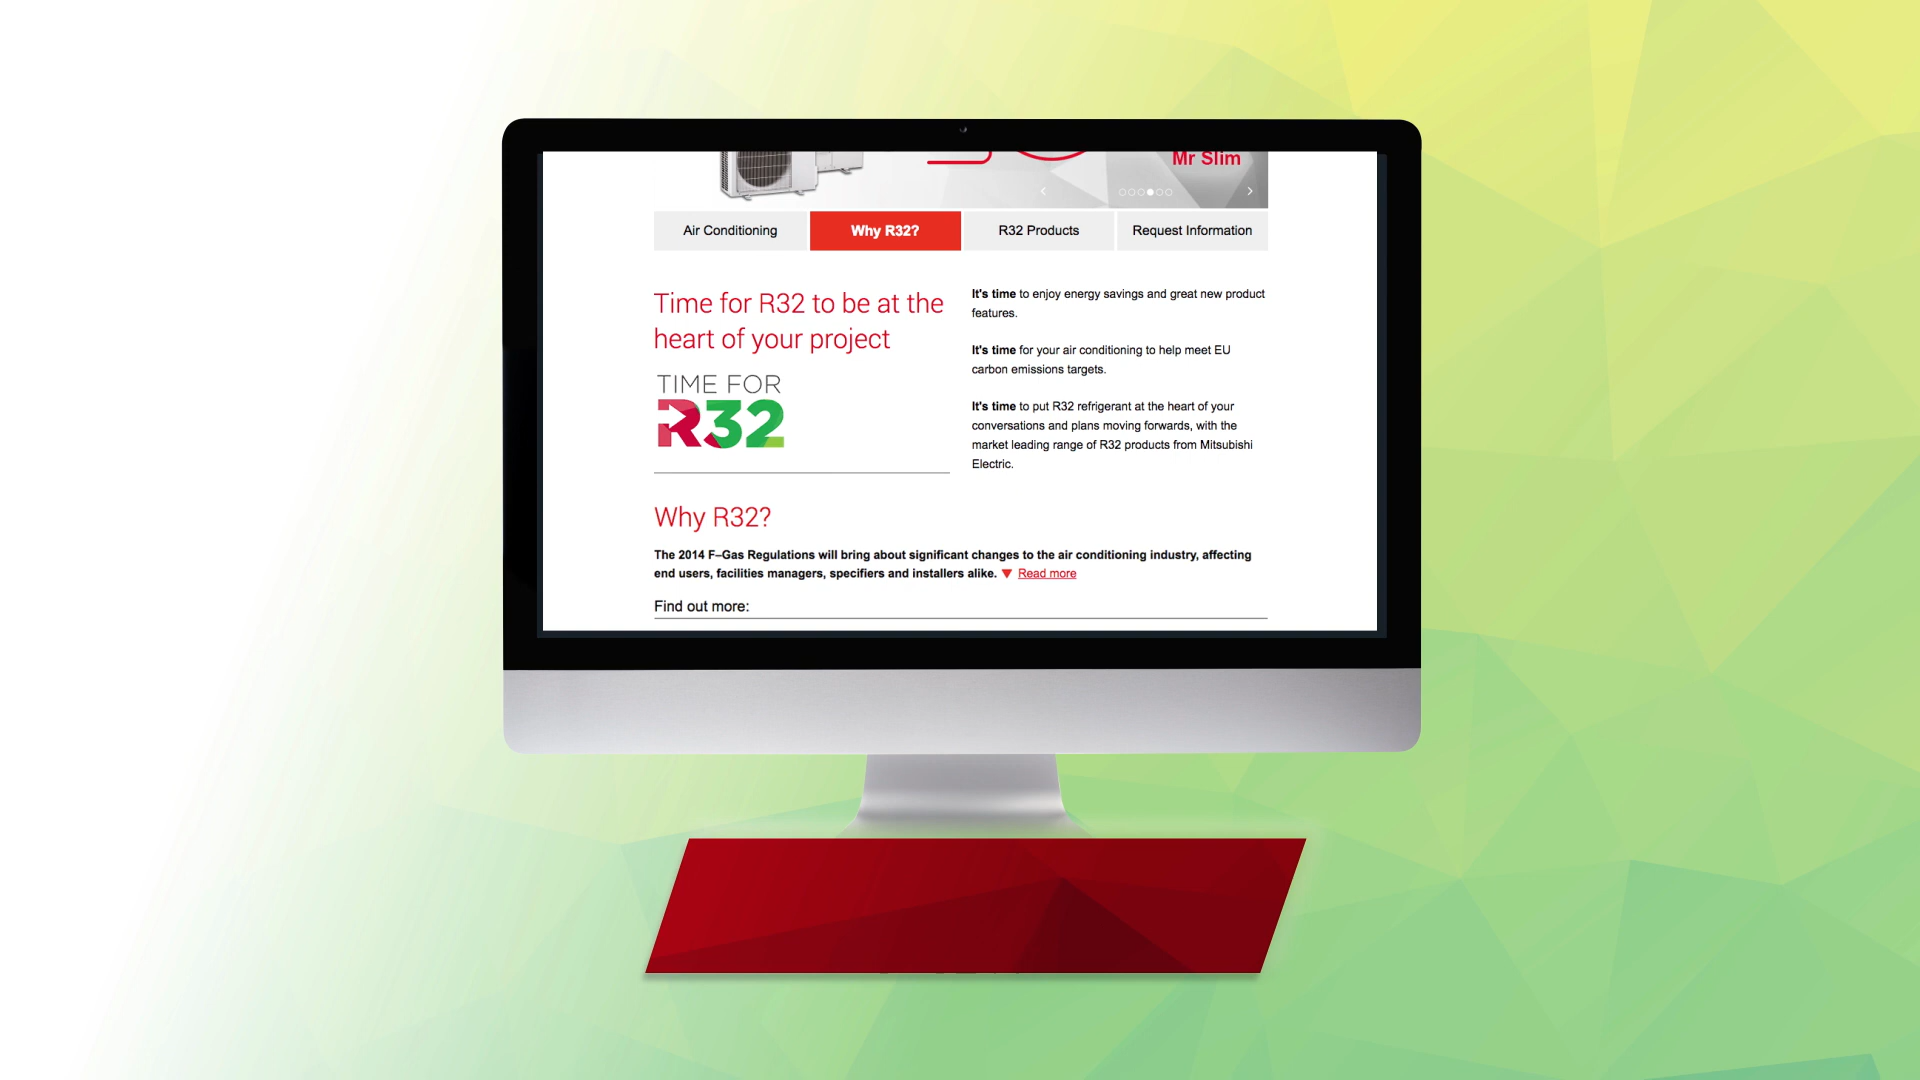 Mr Slim
Air Conditioning
Why R32?
R32 Products
Request Information
Time for R32 to be at the
heart of your project
TIME FOR
R32
It's time to enjoy energy savings and great new product
features.
It's time for your air conditioning to help meet EU
carbon emissions targets.
It's time to put R32 refrigerant at the heart of your
conversations and plans moving forwards, with the
market leading range of R32 products from Mitsubishi
Electric.
Why R32?
The 2014 F–Gas Regulations will bring about significant changes to the air conditioning industry, affecting
end users, facilities managers, specifiers and installers alike. ▼ Read more
Find out more: